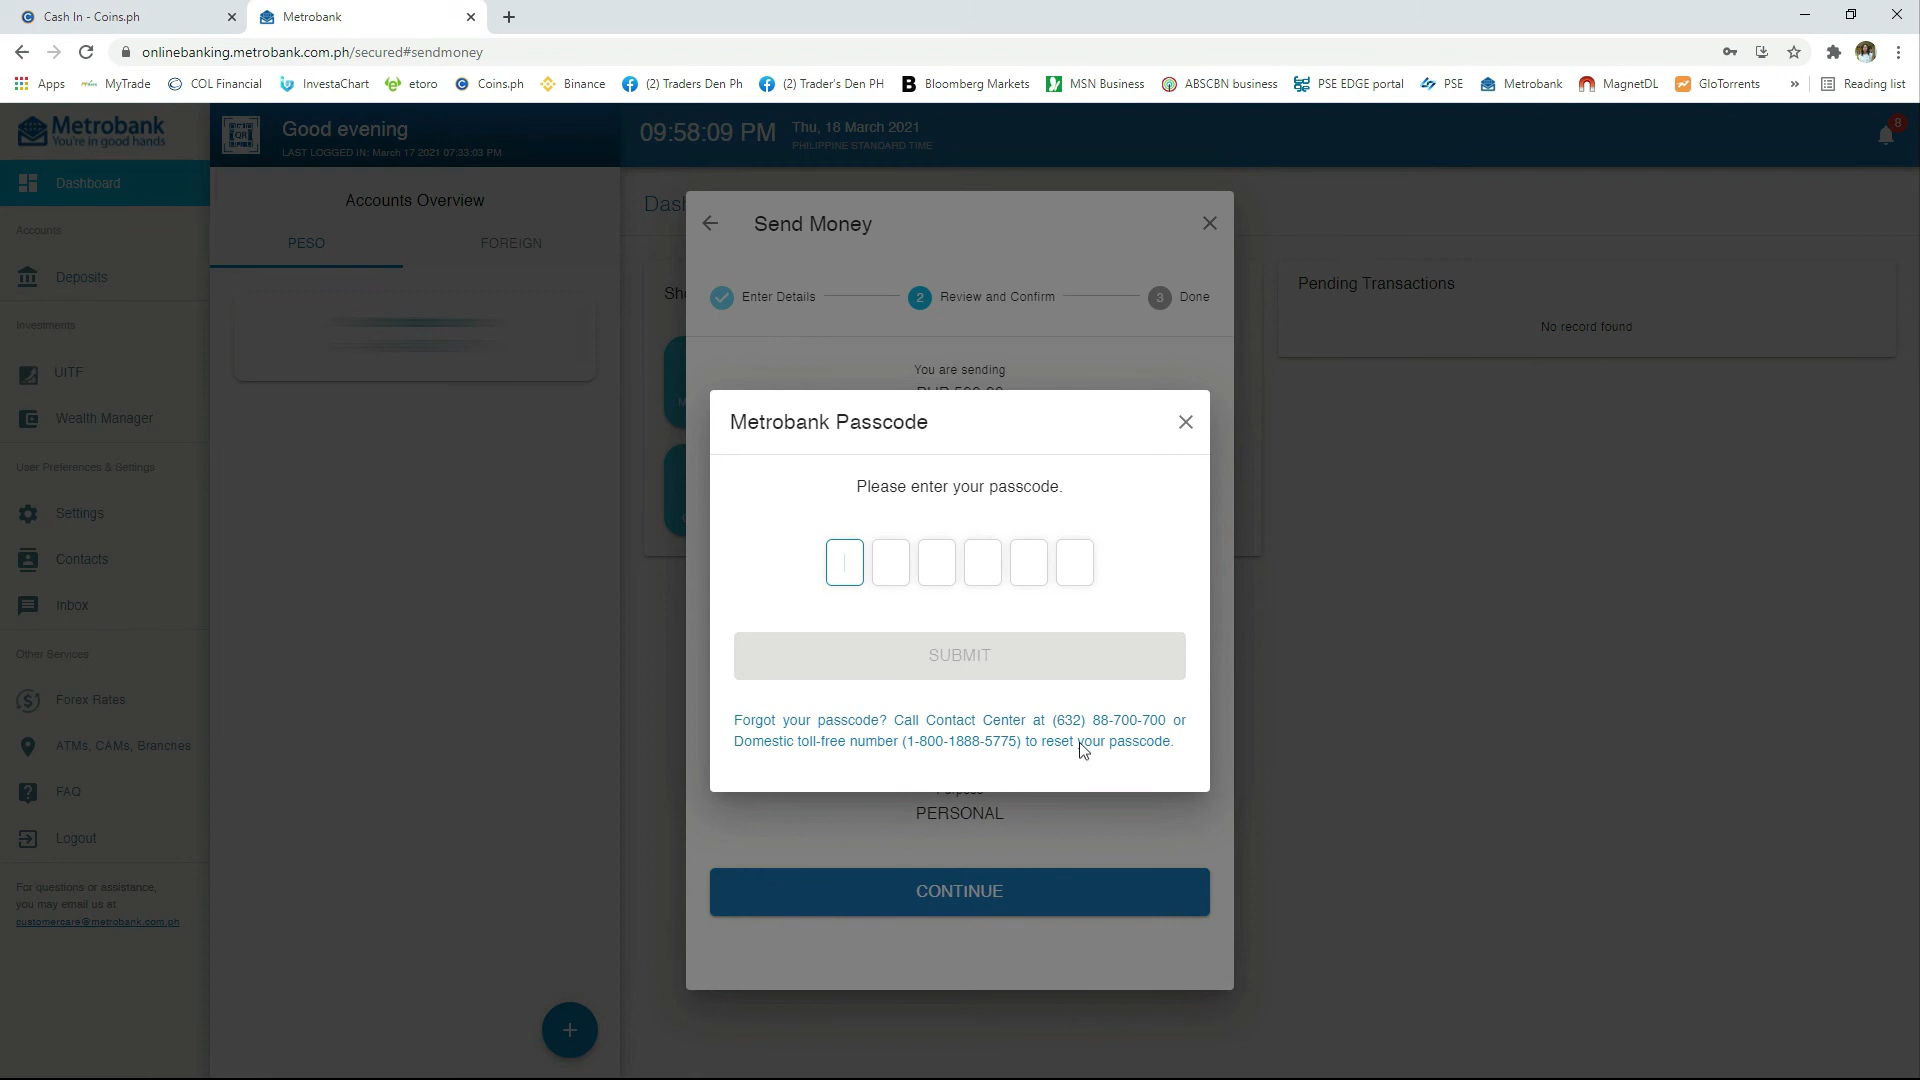 Cash In - Coins.ph
Metrobank
onlinebanking.metrobank.com.ph/secured#sendmoney
Apps
MyTrade
COL Financial
InvestaChart
etoro
Coins.ph
Binance
(2) Traders Den Ph
(2) Trader's Den PH
Bloomberg Markets
MSN Business
ABSCBN business
PSE EDGE portal
PSE
Metrobank
MagnetDL
GloTorrents
»
Reading list
Metrobank
You're in good hands
QR
Good evening
LAST LOGGED IN: March 17 2021 07:33:03 PM
09:58:09 PM
Thu, 18 March 2021
PHILIPPINE STANDARD TIME
8
Dashboard
Accounts
Deposits
Investments
UITF
Wealth Manager
User Preferences & Settings
Settings
Contacts
Inbox
Other Services
Forex Rates
ATMs, CAMs, Branches
FAQ
Logout
For questions or assistance,
you may email us at
customercare@metrobank.com.ph
Accounts Overview
PESO
FOREIGN
Send Money
Enter Details
2 Review and Confirm
3 Done
You are sending
Metrobank Passcode
Please enter your passcode.
SUBMIT
Forgot your passcode? Call Contact Center at (632) 88-700-700 or
Domestic toll-free number (1-800-1888-5775) to reset your passcode.
PERSONAL
CONTINUE
Pending Transactions
No record found